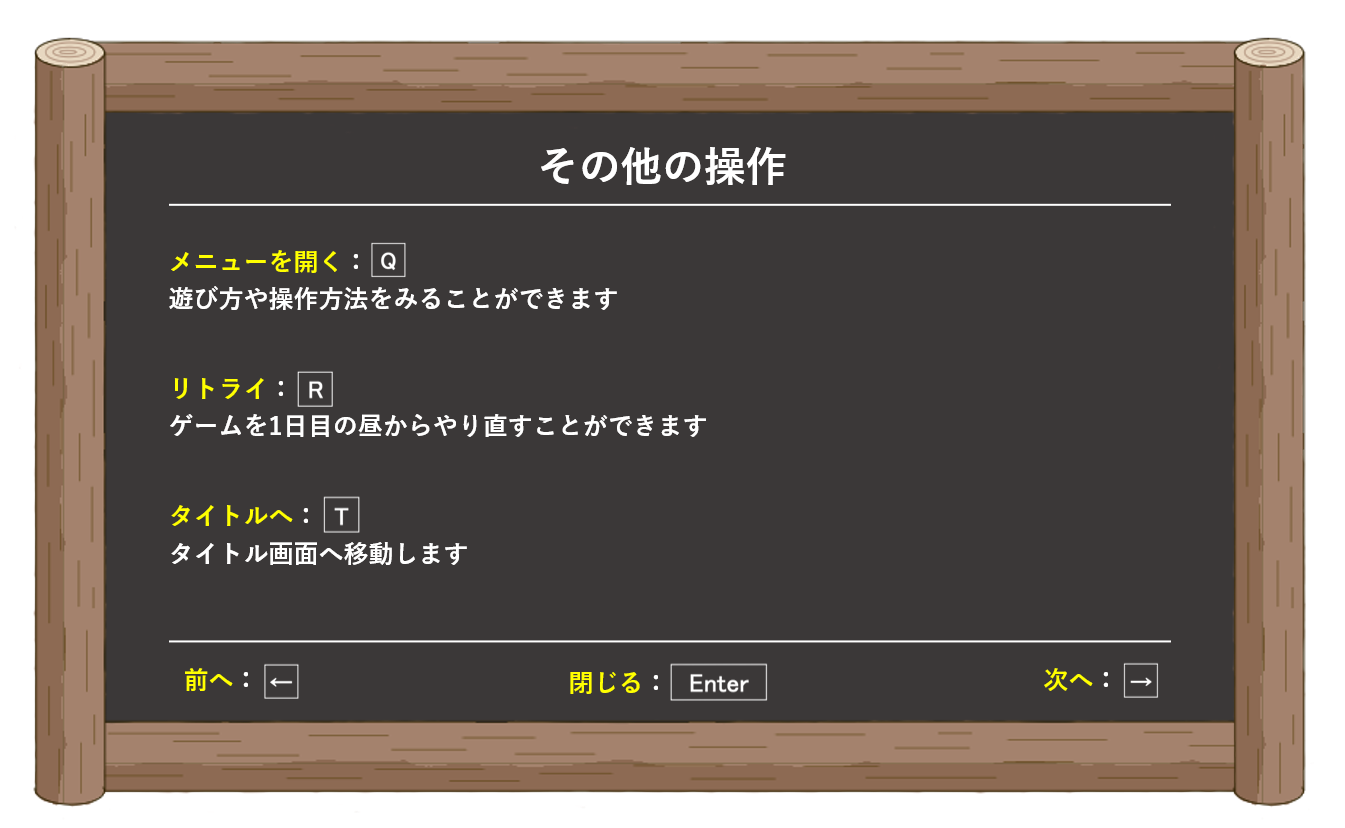 その他の操作
メニューを開く：Q
遊び方や操作方法をみることができます
リトライ：R
ゲームを1日目の昼からやり直すことができます
タイトルへ：T
タイトル画面へ移動します
前へ：← 閉じる：Enter 次へ：→